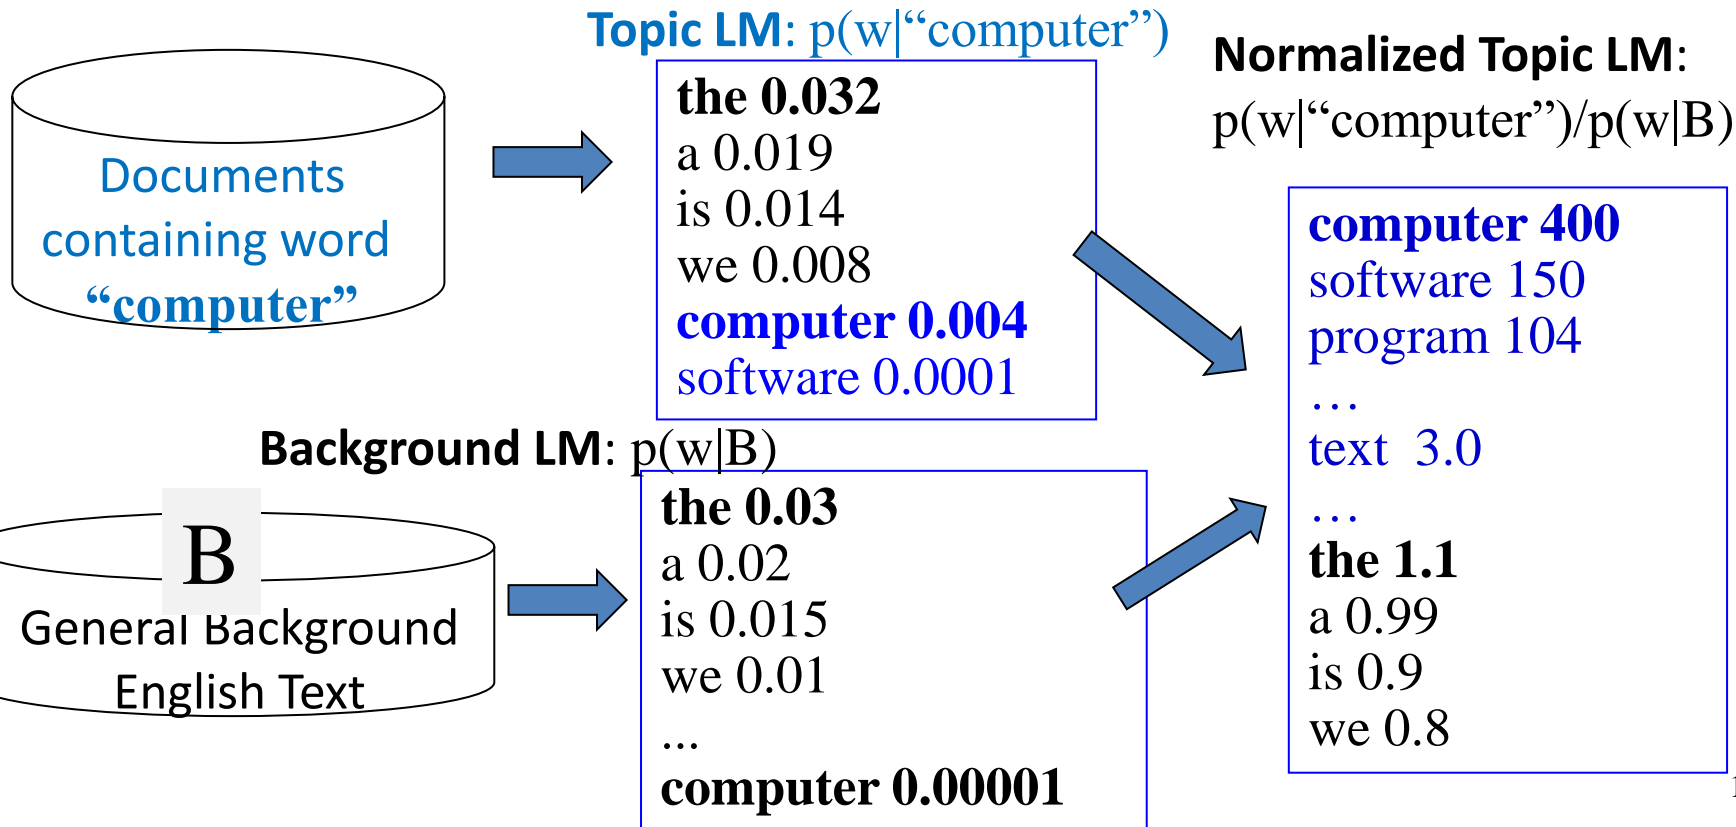 Topic LM: p(w|“computer”)
Documents
containing word
“computer”
the 0.032
a 0.019
is 0.014
we 0.008
computer 0.004
software 0.0001
Background LM: p(w|B)
B
General Background
English Text
the 0.03
a 0.02
is 0.015
we 0.01
...
computer 0.00001
Normalized Topic LM:
p(w|“computer”)/p(w|B)
computer 400
software 150
program 104
…
text 3.0
…
the 1.1
a 0.99
is 0.9
we 0.8